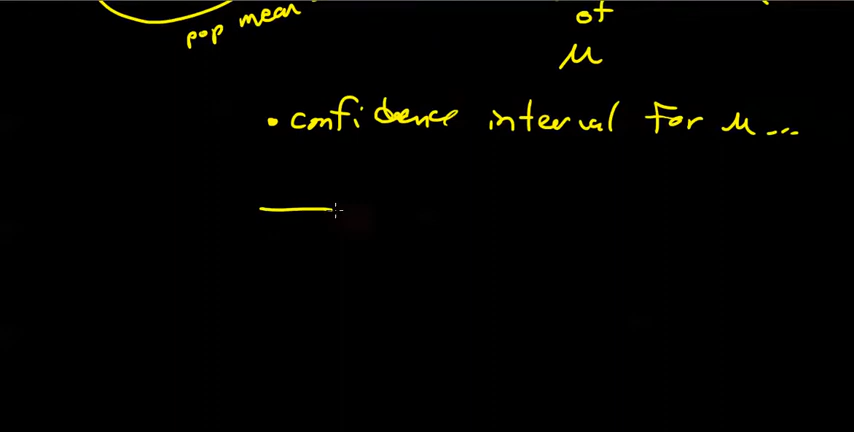 pop mean
of
μ
• confidence interval for μ...